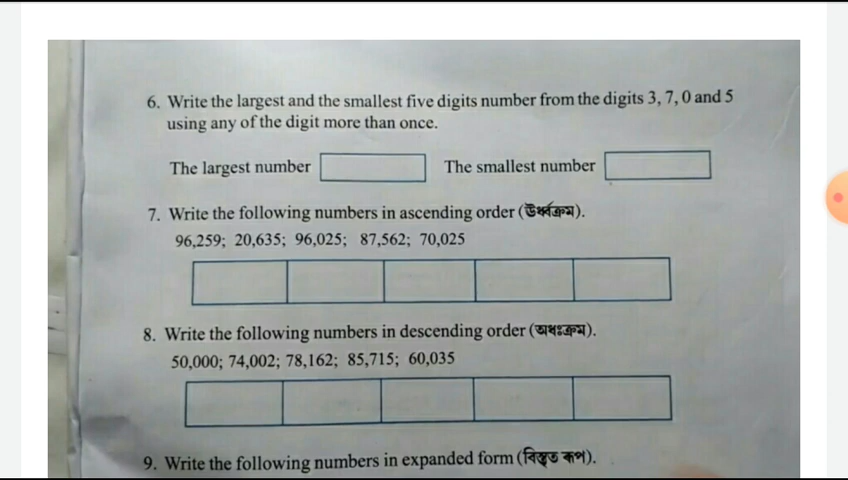 6. Write the largest and the smallest five digits number from the digits 3, 7, 0 and 5
using any of the digit more than once.
The largest number The smallest number
7. Write the following numbers in ascending order (ঊর্ধ্বক্রম).
96,259; 20,635; 96,025; 87,562; 70,025
8. Write the following numbers in descending order (অধঃক্রম).
50,000; 74,002; 78,162; 85,715; 60,035
9. Write the following numbers in expanded form (বিস্তৃত রূপ).